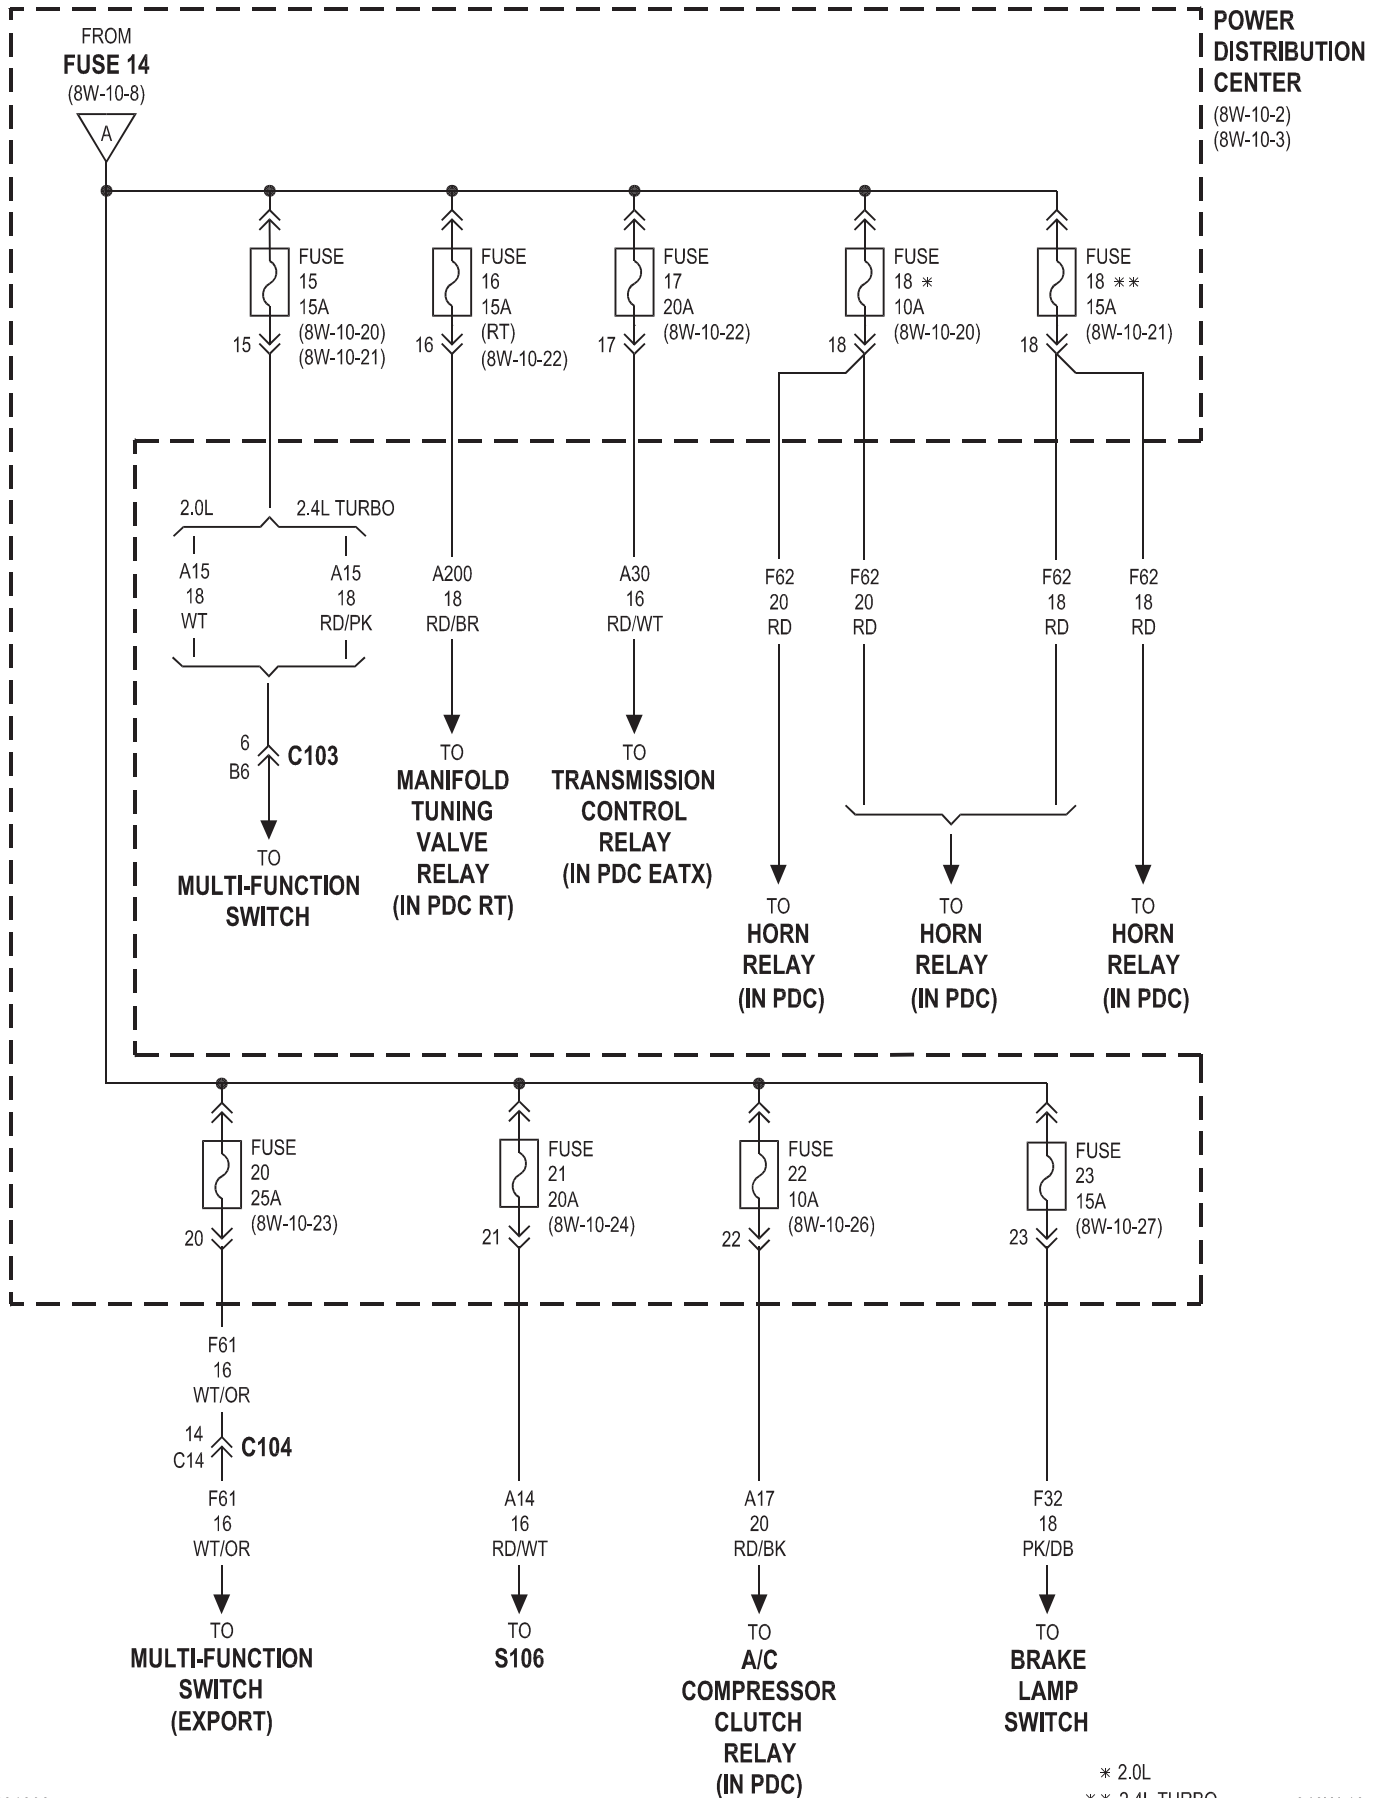 FROM
FUSE 14
(8W-10-8)
A
POWER
DISTRIBUTION
CENTER
(8W-10-2)
(8W-10-3)
FUSE
15
15A
(8W-10-20)
(8W-10-21)
15
FUSE
16
15A
(RT)
(8W-10-22)
16
FUSE
17
20A
(8W-10-22)
17
FUSE
18 *
10A
(8W-10-20)
18
FUSE
18 **
15A
(8W-10-21)
18
2.0L
2.4L TURBO
A15
18
WT
A15
18
RD/PK
A200
18
RD/BR
A30
16
RD/WT
F62
20
RD
F62
20
RD
F62
18
RD
F62
18
RD
6
B6
C103
TO
MULTI-FUNCTION
SWITCH
TO
MANIFOLD
TUNING
VALVE
RELAY
(IN PDC RT)
TO
TRANSMISSION
CONTROL
RELAY
(IN PDC EATX)
TO
HORN
RELAY
(IN PDC)
TO
HORN
RELAY
(IN PDC)
TO
HORN
RELAY
(IN PDC)
FUSE
20
25A
(8W-10-23)
20
FUSE
21
20A
(8W-10-24)
21
FUSE
22
10A
(8W-10-26)
22
FUSE
23
15A
(8W-10-27)
23
F61
16
WT/OR
14
C14
C104
F61
16
WT/OR
A14
16
RD/WT
A17
20
RD/BK
F32
18
PK/DB
TO
MULTI-FUNCTION
SWITCH
(EXPORT)
TO
S106
TO
A/C
COMPRESSOR
CLUTCH
RELAY
(IN PDC)
TO
BRAKE
LAMP
SWITCH
* 2.0L
** 2.4L TURBO